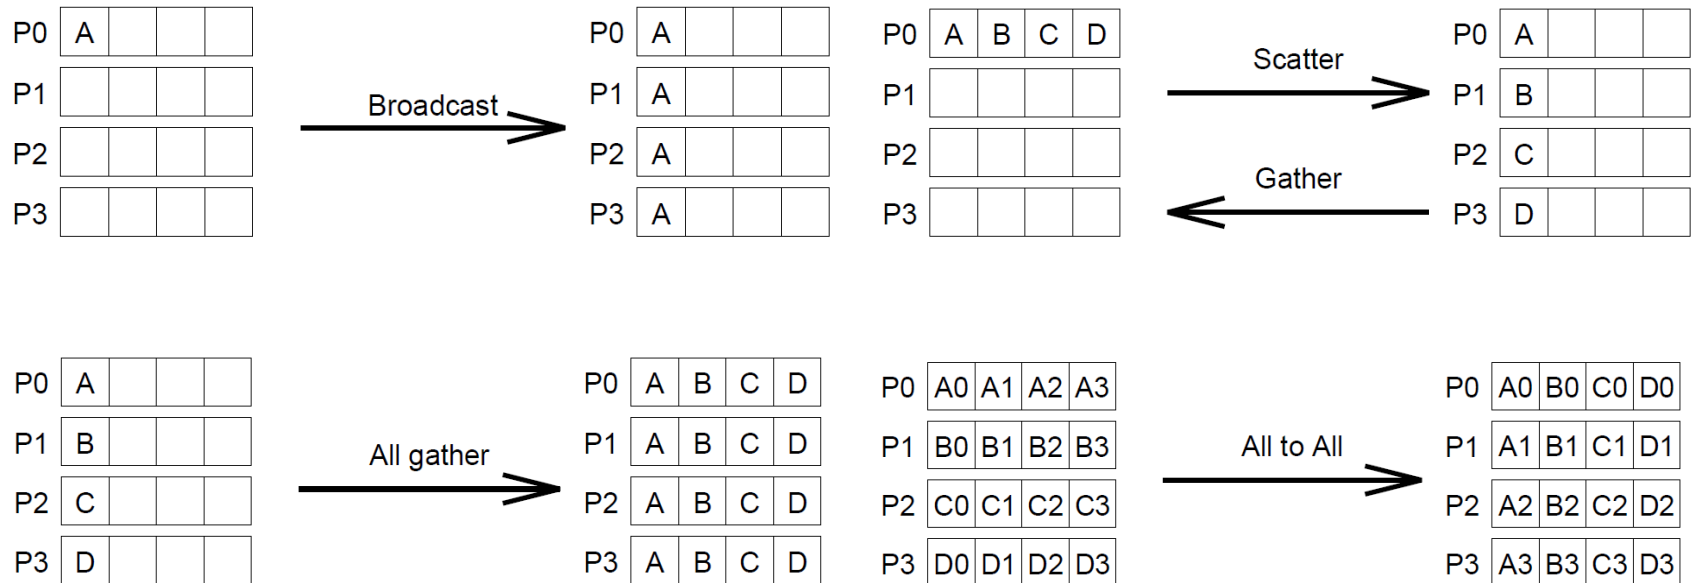 P0 A
P1
P2
P3
Broadcast
P0 A
P1 A
P2 A
P3 A
P0 A B C D
P1
P2
P3
Scatter
Gather
P0 A
P1 B
P2 C
P3 D
P0 A
P1 B
P2 C
P3 D
All gather
P0 A B C D
P1 A B C D
P2 A B C D
P3 A B C D
P0 A0 A1 A2 A3
P1 B0 B1 B2 B3
P2 C0 C1 C2 C3
P3 D0 D1 D2 D3
All to All
P0 A0 B0 C0 D0
P1 A1 B1 C1 D1
P2 A2 B2 C2 D2
P3 A3 B3 C3 D3